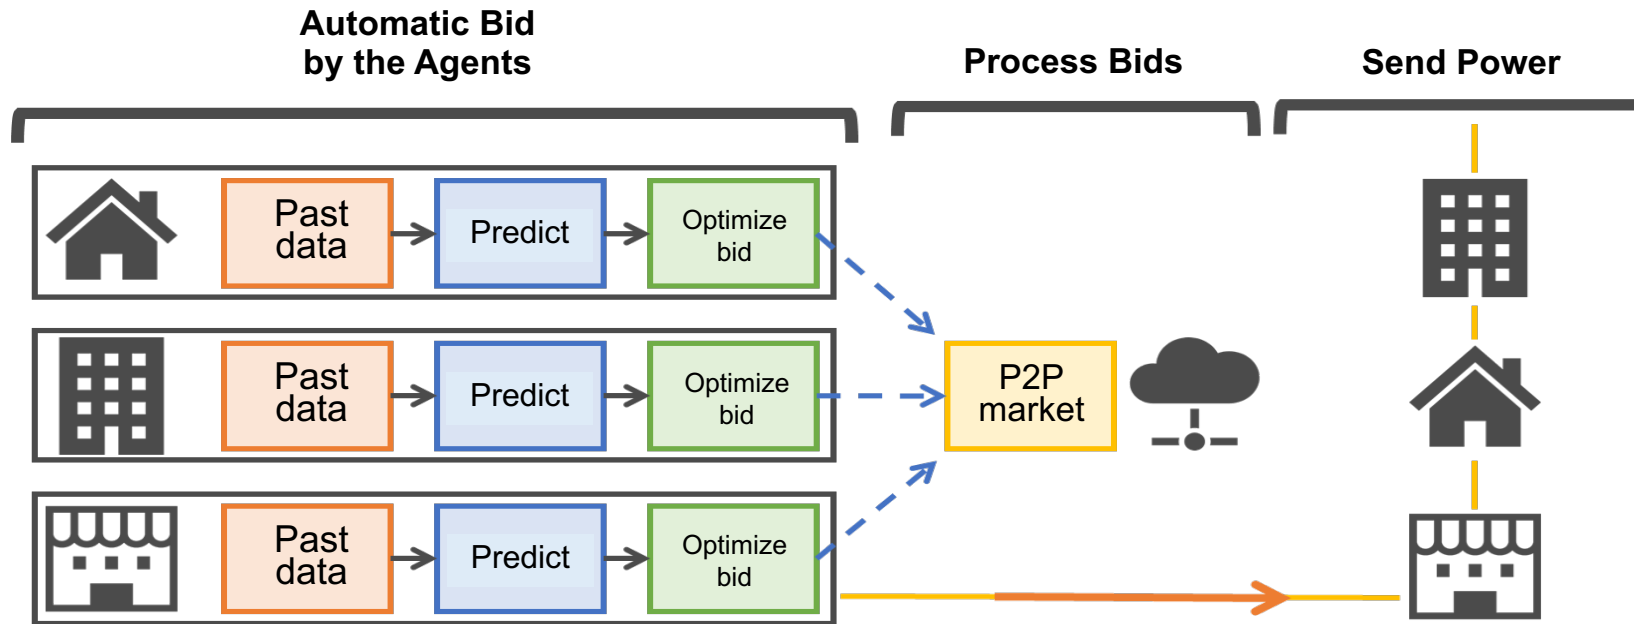 Automatic Bid
by the Agents
Process Bids
Send Power
Past
data
Predict
Optimize
bid
Past
data
Predict
Optimize
bid
P2P
market
Past
data
Predict
Optimize
bid